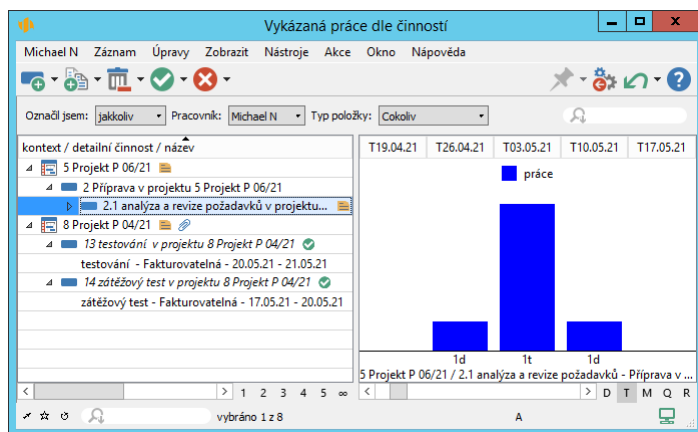 Vykázaná práce dle činností
Michael N Záznam Úpravy Zobrazit Nástroje Akce Okno Nápověda
Označil jsem: jakkoliv Pracovník: Michael N Typ položky: Cokoliv
kontext / detailní činnost / název
T19.04.21 T26.04.21 T03.05.21 T10.05.21 T17.05.21
5 Projekt P 06/21
práce
2 Příprava v projektu 5 Projekt P 06/21
2.1 analýza a revize požadavků v projektu...
8 Projekt P 04/21
13 testování v projektu 8 Projekt P 04/21
testování - Fakturovatelná - 20.05.21 - 21.05.21
14 zátěžový test v projektu 8 Projekt P 04/21
zátěžový test - Fakturovatelná - 17.05.21 - 20.05.21
1d 1t 1d
5 Projekt P 06/21 / 2.1 analýza a revize požadavků - Příprava v ...
1 2 3 4 5 ∞
D T M Q R
vybráno 1 z 8
A